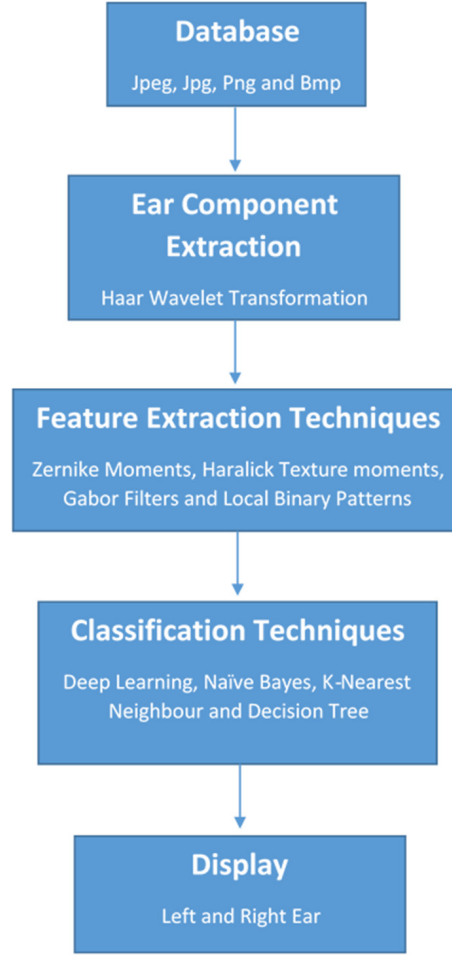 Database
Jpeg, Jpg, Png and Bmp
Ear Component
Extraction
Haar Wavelet Transformation
Feature Extraction Techniques
Zernike Moments, Haralick Texture moments,
Gabor Filters and Local Binary Patterns
Classification Techniques
Deep Learning, Naïve Bayes, K-Nearest
Neighbour and Decision Tree
Display
Left and Right Ear